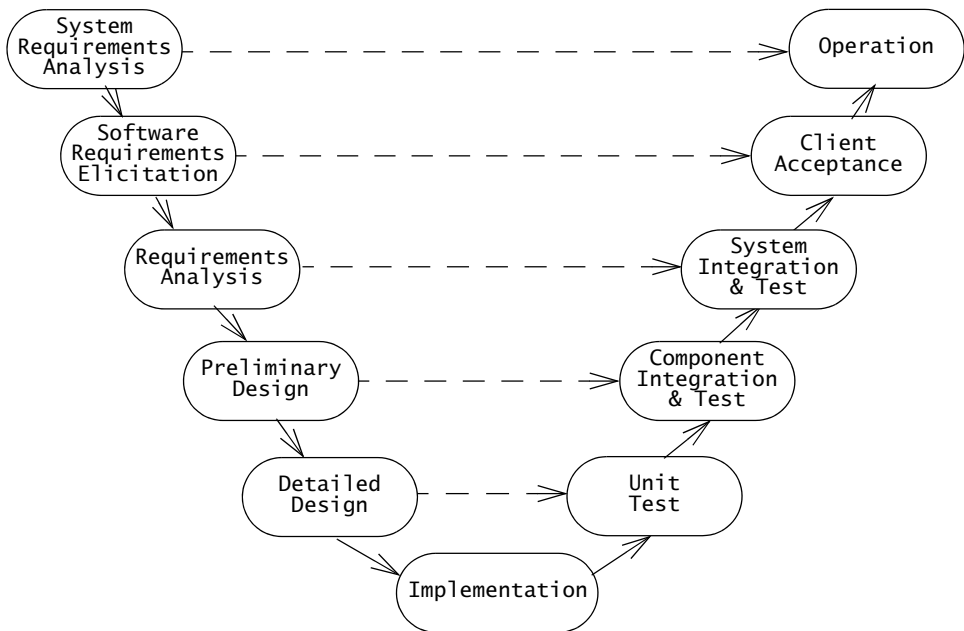 System
Requirements
Analysis
Operation
Software
Requirements
Elicitation
Client
Acceptance
Requirements
Analysis
System
Integration
& Test
Preliminary
Design
Component
Integration
& Test
Detailed
Design
Unit
Test
Implementation